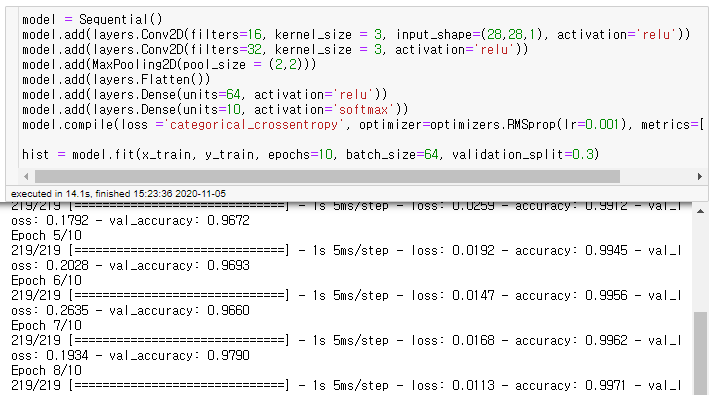 model = Sequential()
model.add(layers.Conv2D(filters=16, kernel_size = 3, input_shape=(28,28,1), activation='relu'))
model.add(layers.Conv2D(filters=32, kernel_size = 3, activation='relu'))
model.add(MaxPooling2D(pool_size = (2,2)))
model.add(layers.Flatten())
model.add(layers.Dense(units=64, activation='relu'))
model.add(layers.Dense(units=10, activation='softmax'))
model.compile(loss ='categorical_crossentropy', optimizer=optimizers.RMSprop(lr=0.001), metrics=[
hist = model.fit(x_train, y_train, epochs=10, batch_size=64, validation_split=0.3)
executed in 14.1s, finished 15:23:36 2020-11-05
219/219 [==============================] - 1s 5ms/step - loss: 0.0259 - accuracy: 0.9912 - val_l
oss: 0.1792 - val_accuracy: 0.9672
Epoch 5/10
219/219 [==============================] - 1s 5ms/step - loss: 0.0192 - accuracy: 0.9945 - val_l
oss: 0.2028 - val_accuracy: 0.9693
Epoch 6/10
219/219 [==============================] - 1s 5ms/step - loss: 0.0147 - accuracy: 0.9956 - val_l
oss: 0.2635 - val_accuracy: 0.9660
Epoch 7/10
219/219 [==============================] - 1s 5ms/step - loss: 0.0168 - accuracy: 0.9962 - val_l
oss: 0.1934 - val_accuracy: 0.9790
Epoch 8/10
219/219 [==============================] - 1s 5ms/step - loss: 0.0113 - accuracy: 0.9971 - val_l